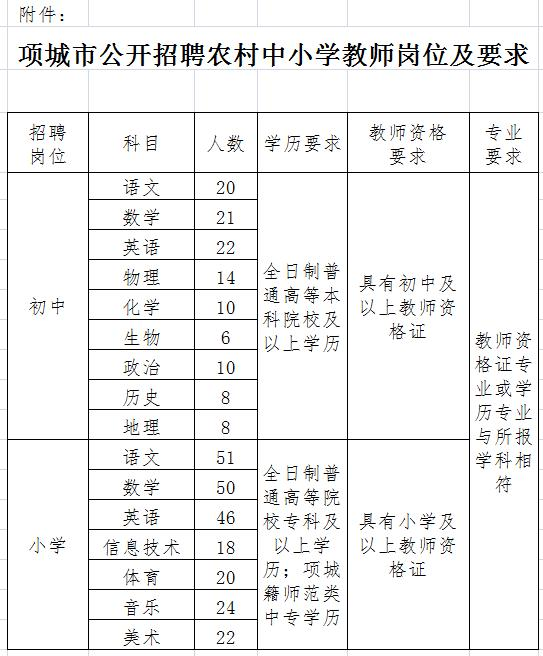 附件：
项城市公开招聘农村中小学教师岗位及要求
招聘
岗位
科目
人数
学历要求
教师资格
要求
专业
要求
初中
语文 20
数学 21
英语 22
物理 14
化学 10
生物 6
政治 10
历史 8
地理 8
全日制普
通高等本
科院校及
以上学历
具有初中及
以上教师资
格证
教师资
格证专
业或学
历专业
与所报
学科相
符
小学
语文 51
数学 50
英语 46
信息技术 18
体育 20
音乐 24
美术 22
全日制普
通高等院
校专科及
以上学
历；项城
籍师范类
中专学历
具有小学及
以上教师资
格证